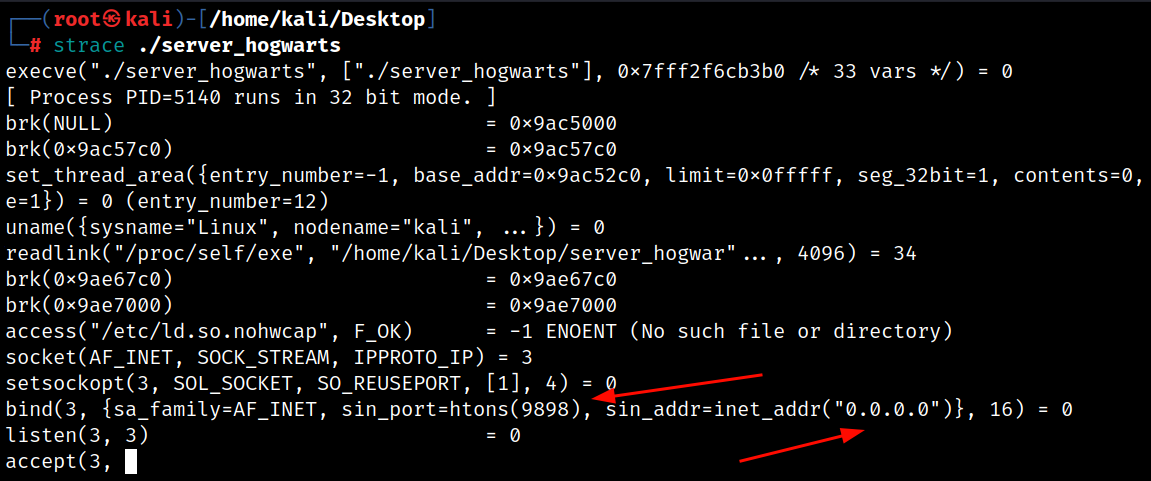 ┌──(root㉿kali)-[/home/kali/Desktop]
└─# strace ./server_hogwarts
execve("./server_hogwarts", ["./server_hogwarts"], 0×7fff2f6cb3b0 /* 33 vars */) = 0
[ Process PID=5140 runs in 32 bit mode. ]
brk(NULL)                               = 0×9ac5000
brk(0×9ac57c0)                          = 0×9ac57c0
set_thread_area({entry_number=-1, base_addr=0×9ac52c0, limit=0×0fffff, seg_32bit=1, contents=0,
e=1}) = 0 (entry_number=12)
uname({sysname="Linux", nodename="kali", ...}) = 0
readlink("/proc/self/exe", "/home/kali/Desktop/server_hogwar"..., 4096) = 34
brk(0×9ae67c0)                          = 0×9ae67c0
brk(0×9ae7000)                          = 0×9ae7000
access("/etc/ld.so.nohwcap", F_OK)      = -1 ENOENT (No such file or directory)
socket(AF_INET, SOCK_STREAM, IPPROTO_IP) = 3
setsockopt(3, SOL_SOCKET, SO_REUSEPORT, [1], 4) = 0
bind(3, {sa_family=AF_INET, sin_port=htons(9898), sin_addr=inet_addr("0.0.0.0")}, 16) = 0
listen(3, 3)                            = 0
accept(3,